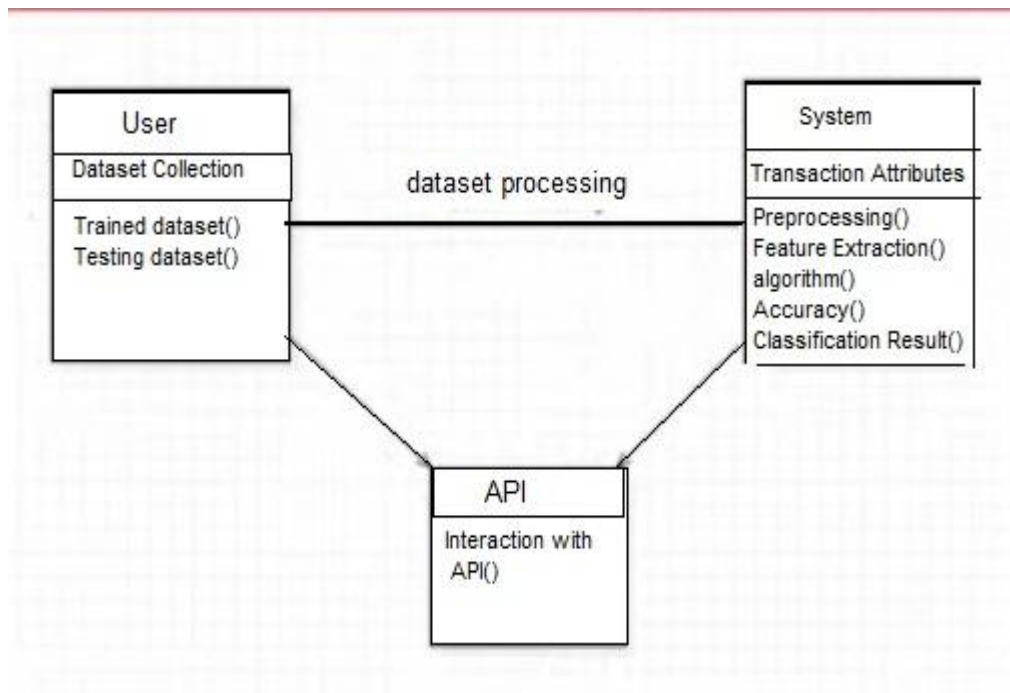 User
Dataset Collection
Trained dataset()
Testing dataset()
dataset processing
System
Transaction Attributes
Preprocessing()
Feature Extraction()
algorithm()
Accuracy()
Classification Result()
API
Interaction with
API()